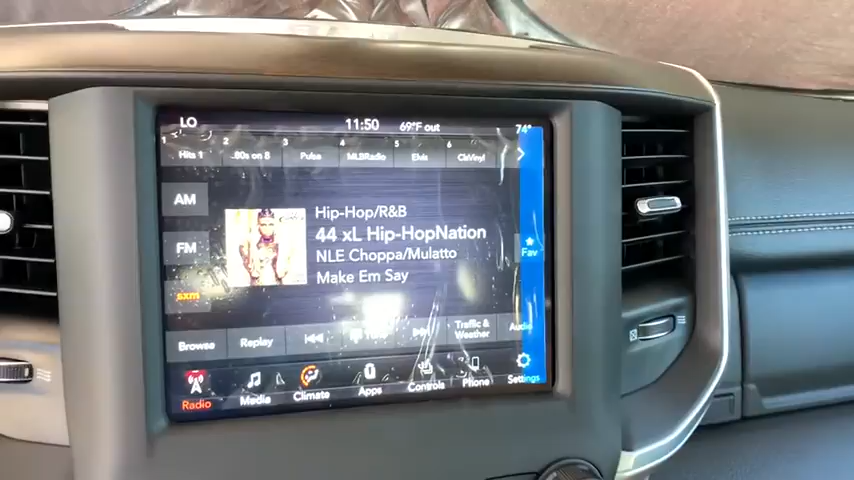 LO 11:50 69°F out 74°
1 2 3 4 5 6
Hits 1 80s on 8 Pulse MLBRadio Elvis ClsVinyl
AM
FM
sxm
Hip-Hop/R&B
44 xL Hip-HopNation
NLE Choppa/Mulatto
Make Em Say
Fav
Browse Replay Traffic & Weather Audio
Radio Media Climate Apps Controls Phone Settings